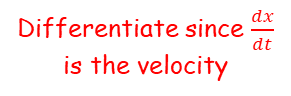 Differentiate since dx/dt
is the velocity